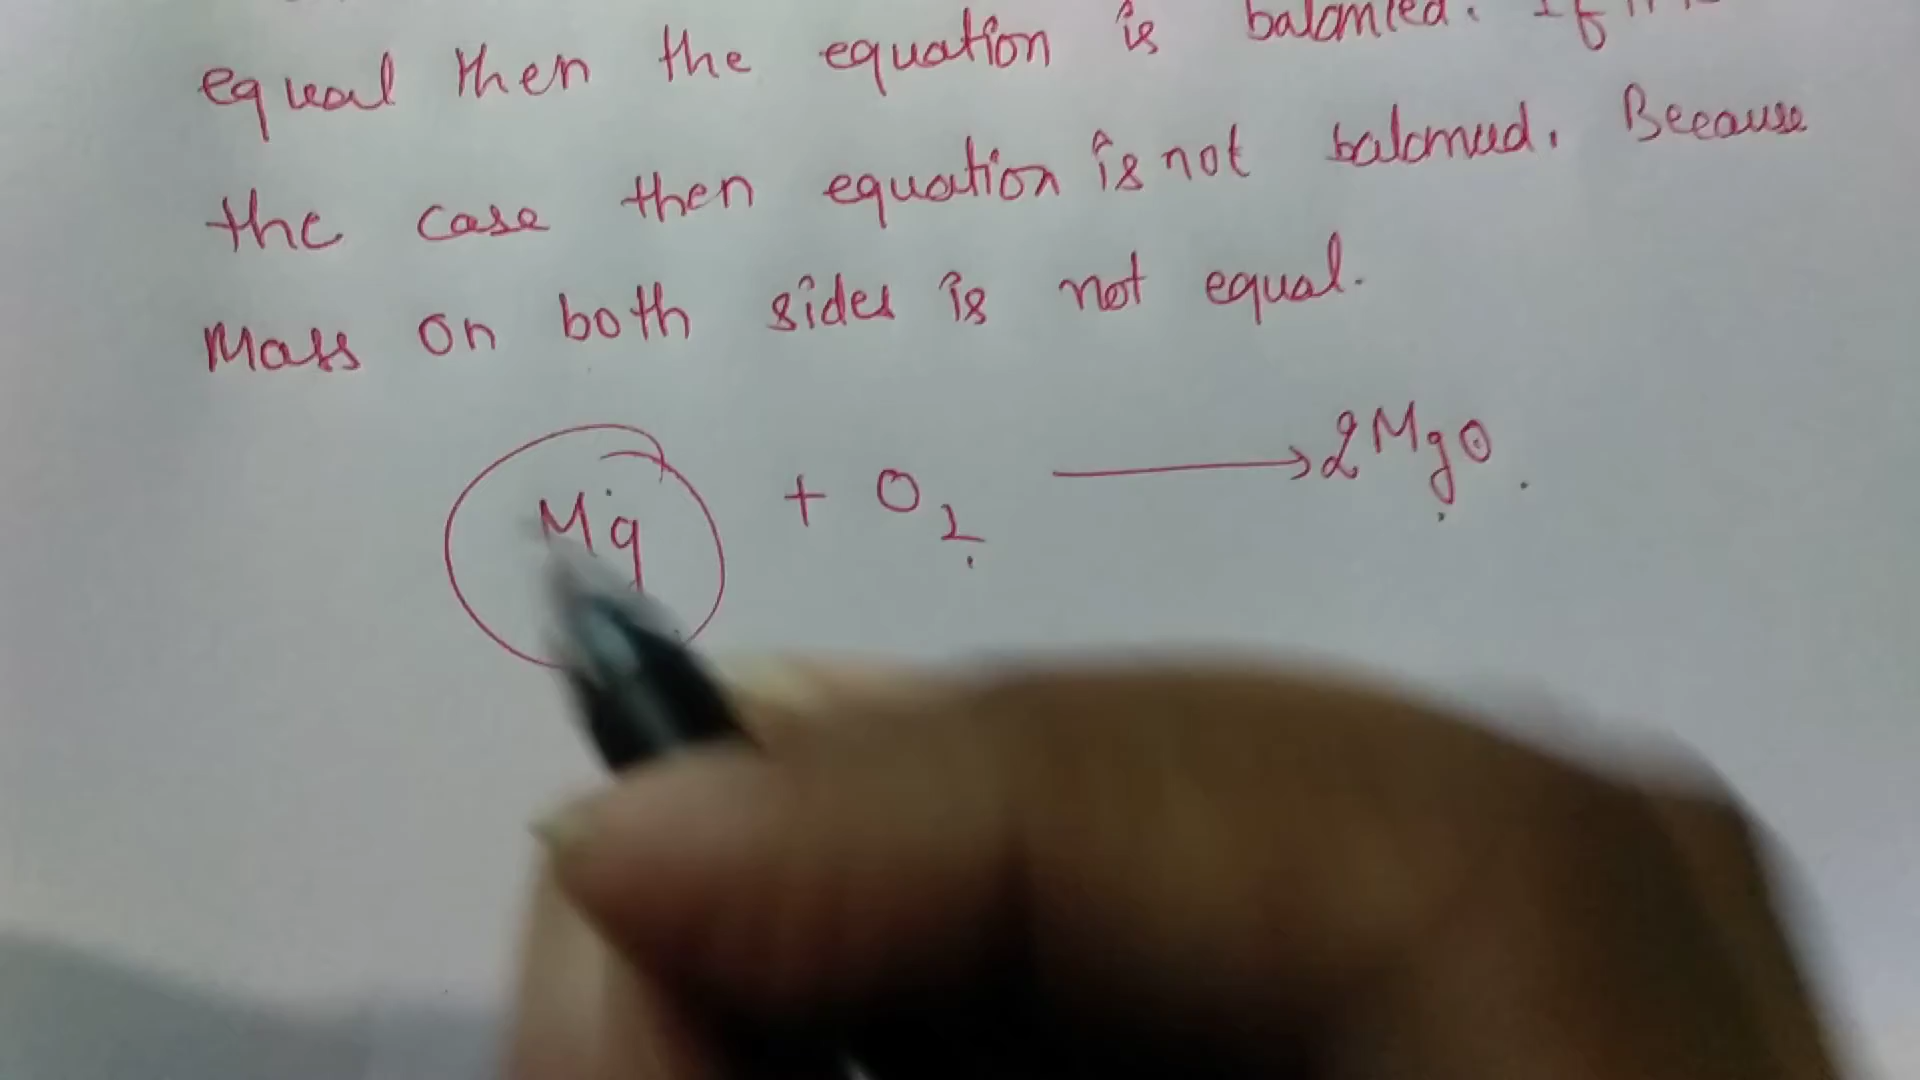 equal then the equation is balanced. If
the case then equation is not balanced. Because
Mass on both sides is not equal.
Mg + O2 → 2MgO.